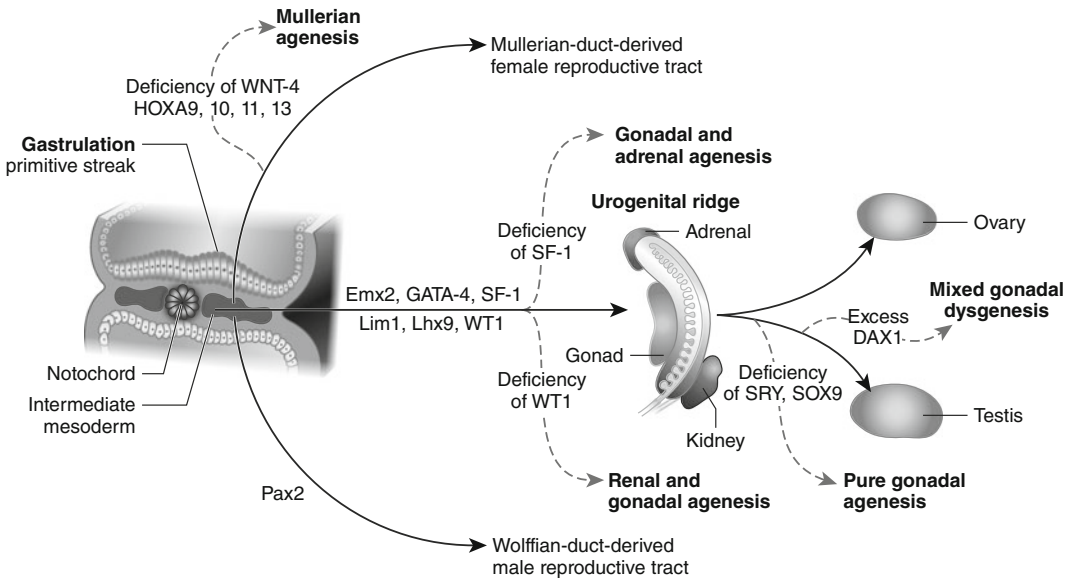 Mullerian
agenesis
Mullerian-duct-derived
female reproductive tract
Deficiency of WNT-4
HOXA9, 10, 11, 13
Gastrulation
primitive streak
Gonadal and
adrenal agenesis
Urogenital ridge
Adrenal
Ovary
Deficiency
of SF-1
Emx2, GATA-4, SF-1
Lim1, Lhx9, WT1
Mixed gonadal
dysgenesis
Excess
DAX1
Gonad
Notochord
Deficiency
of WT1
Deficiency
of SRY, SOX9
Intermediate
mesoderm
Testis
Kidney
Renal and
gonadal agenesis
Pure gonadal
agenesis
Pax2
Wolffian-duct-derived
male reproductive tract